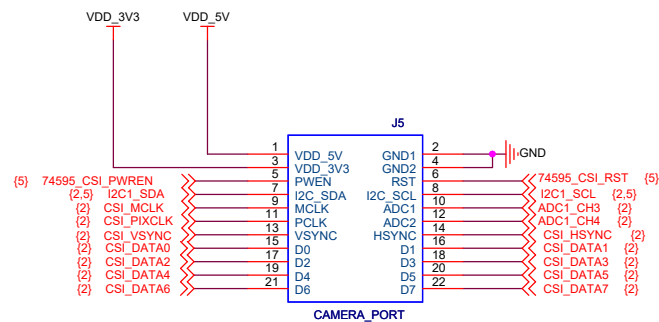 VDD_3V3 VDD_5V
J5
1 VDD_5V GND1 2 GND
3 VDD_3V3 GND2 4
{5} 74595_CSI_PWREN 5 PWEN RST 6 74595_CSI_RST {5}
{2,5} I2C1_SDA 7 I2C_SDA I2C_SCL 8 I2C1_SCL {2,5}
{2} CSI_MCLK 9 MCLK ADC1 10 ADC1_CH3 {2}
{2} CSI_PIXCLK 11 PCLK ADC2 12 ADC1_CH4 {2}
{2} CSI_VSYNC 13 VSYNC HSYNC 14 CSI_HSYNC {2}
{2} CSI_DATA0 15 D0 D1 16 CSI_DATA1 {2}
{2} CSI_DATA2 17 D2 D3 18 CSI_DATA3 {2}
{2} CSI_DATA4 19 D4 D5 20 CSI_DATA5 {2}
{2} CSI_DATA6 21 D6 D7 22 CSI_DATA7 {2}
CAMERA_PORT